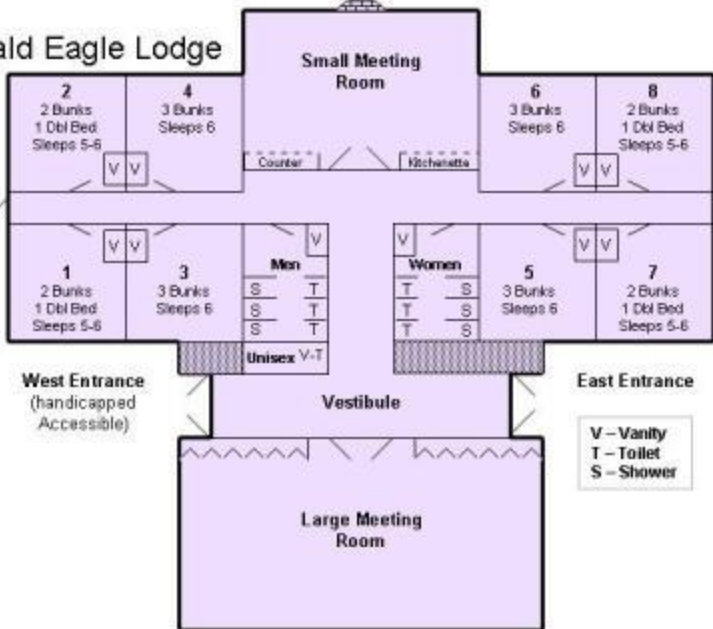 ald Eagle Lodge
Small Meeting
Room
2
2 Bunks
1 Dbl Bed
Sleeps 5-6
4
3 Bunks
Sleeps 6
6
3 Bunks
Sleeps 6
8
2 Bunks
1 Dbl Bed
Sleeps 5-6
V V
Counter
Kitchenette
V V
V V
V
V
V V
1
2 Bunks
1 Dbl Bed
Sleeps 5-6
3
3 Bunks
Sleeps 6
Men
S T
S T
S T
Unisex V-T
Women
T S
T S
T S
5
3 Bunks
Sleeps 6
7
2 Bunks
1 Dbl Bed
Sleeps 5-6
West Entrance
(handicapped
Accessible)
Vestibule
East Entrance
V – Vanity
T – Toilet
S – Shower
Large Meeting
Room